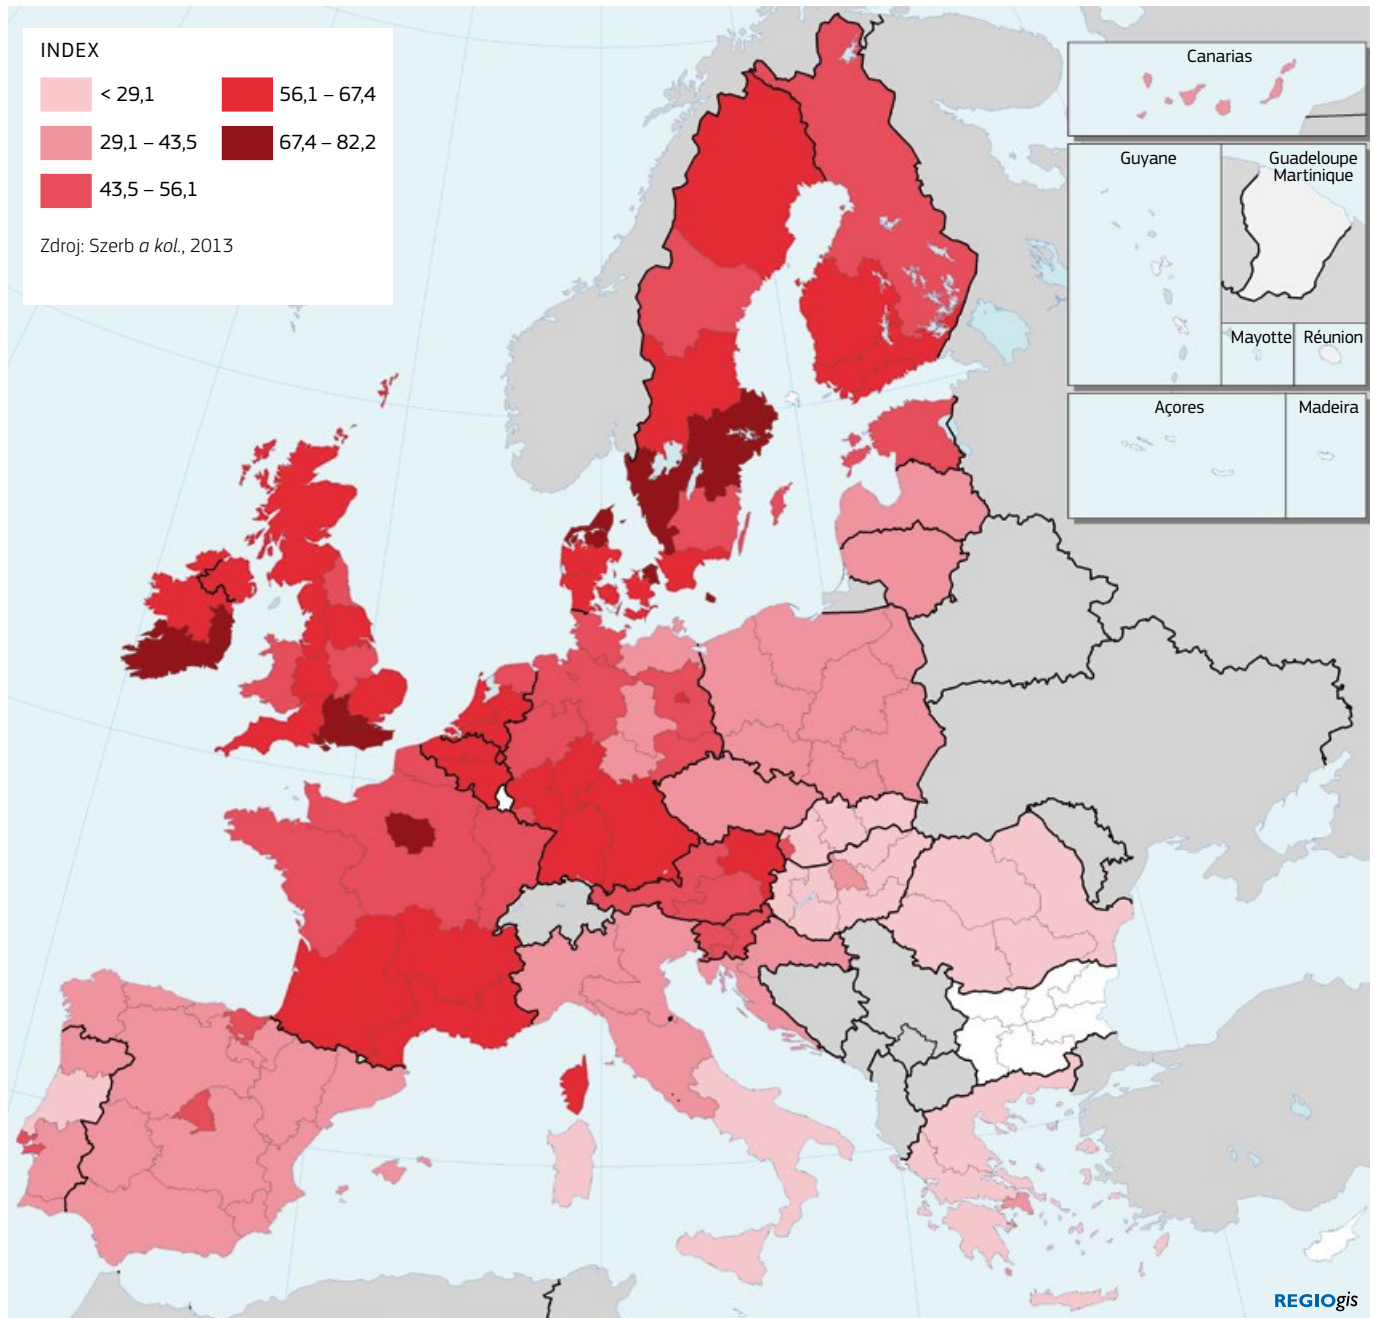 INDEX
< 29,1
29,1 – 43,5
43,5 – 56,1
56,1 – 67,4
67,4 – 82,2
Zdroj: Szerb a kol., 2013
Canarias
Guyane
Guadeloupe
Martinique
Mayotte
Réunion
Açores
Madeira
REGIOgis